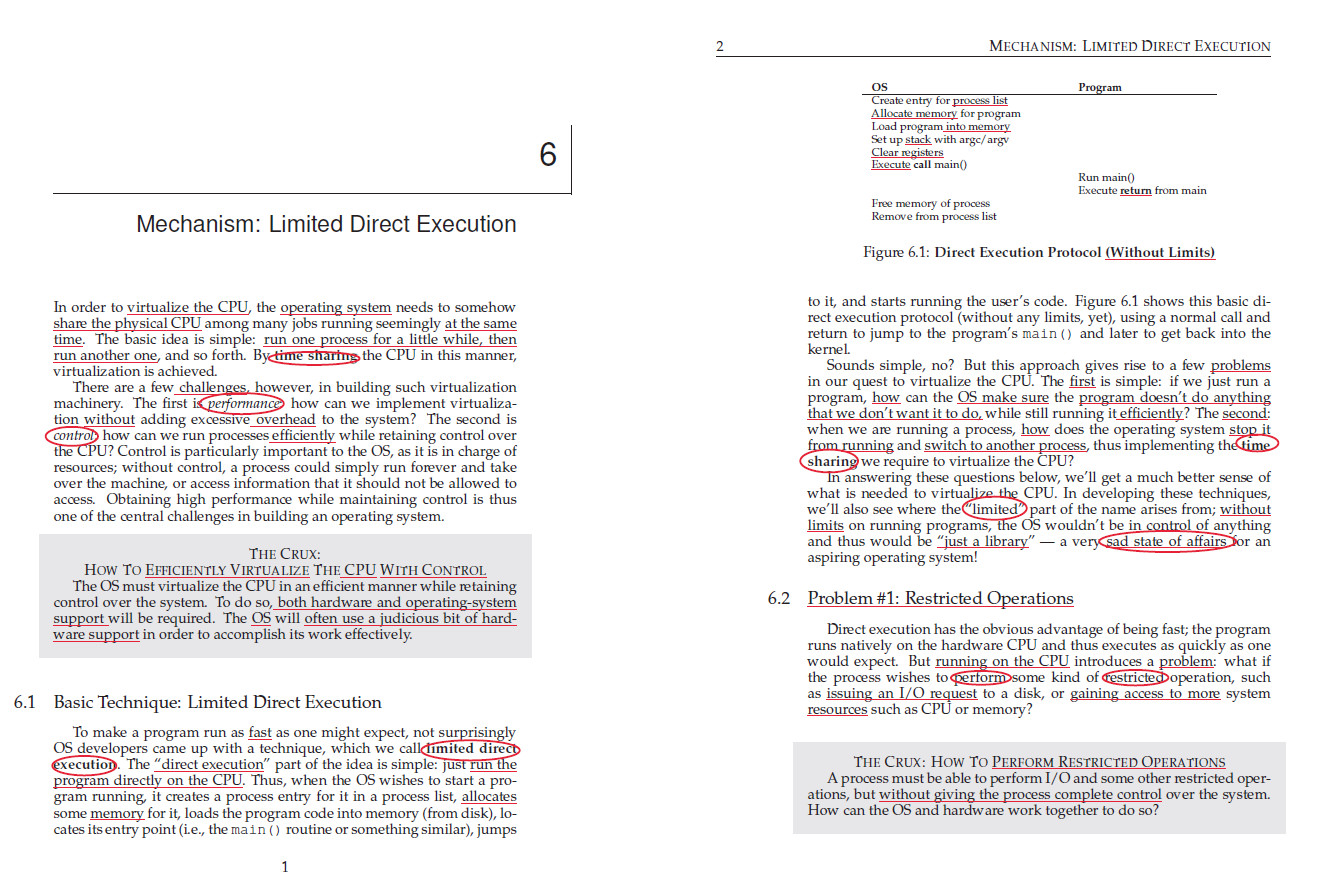 6
Mechanism: Limited Direct Execution
In order to virtualize the CPU, the operating system needs to somehow
share the physical CPU among many jobs running seemingly at the same
time. The basic idea is simple: run one process for a little while, then
run another one, and so forth. By time sharing the CPU in this manner,
virtualization is achieved.
There are a few challenges, however, in building such virtualization
machinery. The first is performance: how can we implement virtualiza-
tion without adding excessive overhead to the system? The second is
control: how can we run processes efficiently while retaining control over
the CPU? Control is particularly important to the OS, as it is in charge of
resources; without control, a process could simply run forever and take
over the machine, or access information that it should not be allowed to
access. Obtaining high performance while maintaining control is thus
one of the central challenges in building an operating system.
THE CRUX:
HOW TO EFFICIENTLY VIRTUALIZE THE CPU WITH CONTROL
The OS must virtualize the CPU in an efficient manner while retaining
control over the system. To do so, both hardware and operating-system
support will be required. The OS will often use a judicious bit of hard-
ware support in order to accomplish its work effectively.
6.1 Basic Technique: Limited Direct Execution
To make a program run as fast as one might expect, not surprisingly
OS developers came up with a technique, which we call limited direct
execution. The “direct execution” part of the idea is simple: just run the
program directly on the CPU. Thus, when the OS wishes to start a pro-
gram running, it creates a process entry for it in a process list, allocates
some memory for it, loads the program code into memory (from disk), lo-
cates its entry point (i.e., the main() routine or something similar), jumps
1
2 MECHANISM: LIMITED DIRECT EXECUTION
OS Program
Create entry for process list
Allocate memory for program
Load program into memory
Set up stack with argc/argv
Clear registers
Execute call main()
Run main()
Execute return from main
Free memory of process
Remove from process list
Figure 6.1: Direct Execution Protocol (Without Limits)
to it, and starts running the user’s code. Figure 6.1 shows this basic di-
rect execution protocol (without any limits, yet), using a normal call and
return to jump to the program’s main() and later to get back into the
kernel.
Sounds simple, no? But this approach gives rise to a few problems
in our quest to virtualize the CPU. The first is simple: if we just run a
program, how can the OS make sure the program doesn’t do anything
that we don’t want it to do, while still running it efficiently? The second:
when we are running a process, how does the operating system stop it
from running and switch to another process, thus implementing the time
sharing we require to virtualize the CPU?
In answering these questions below, we’ll get a much better sense of
what is needed to virtualize the CPU. In developing these techniques,
we’ll also see where the “limited” part of the name arises from; without
limits on running programs, the OS wouldn’t be in control of anything
and thus would be “just a library” — a very sad state of affairs for an
aspiring operating system!
6.2 Problem #1: Restricted Operations
Direct execution has the obvious advantage of being fast; the program
runs natively on the hardware CPU and thus executes as quickly as one
would expect. But running on the CPU introduces a problem: what if
the process wishes to perform some kind of restricted operation, such
as issuing an I/O request to a disk, or gaining access to more system
resources such as CPU or memory?
THE CRUX: HOW TO PERFORM RESTRICTED OPERATIONS
A process must be able to perform I/O and some other restricted oper-
ations, but without giving the process complete control over the system.
How can the OS and hardware work together to do so?